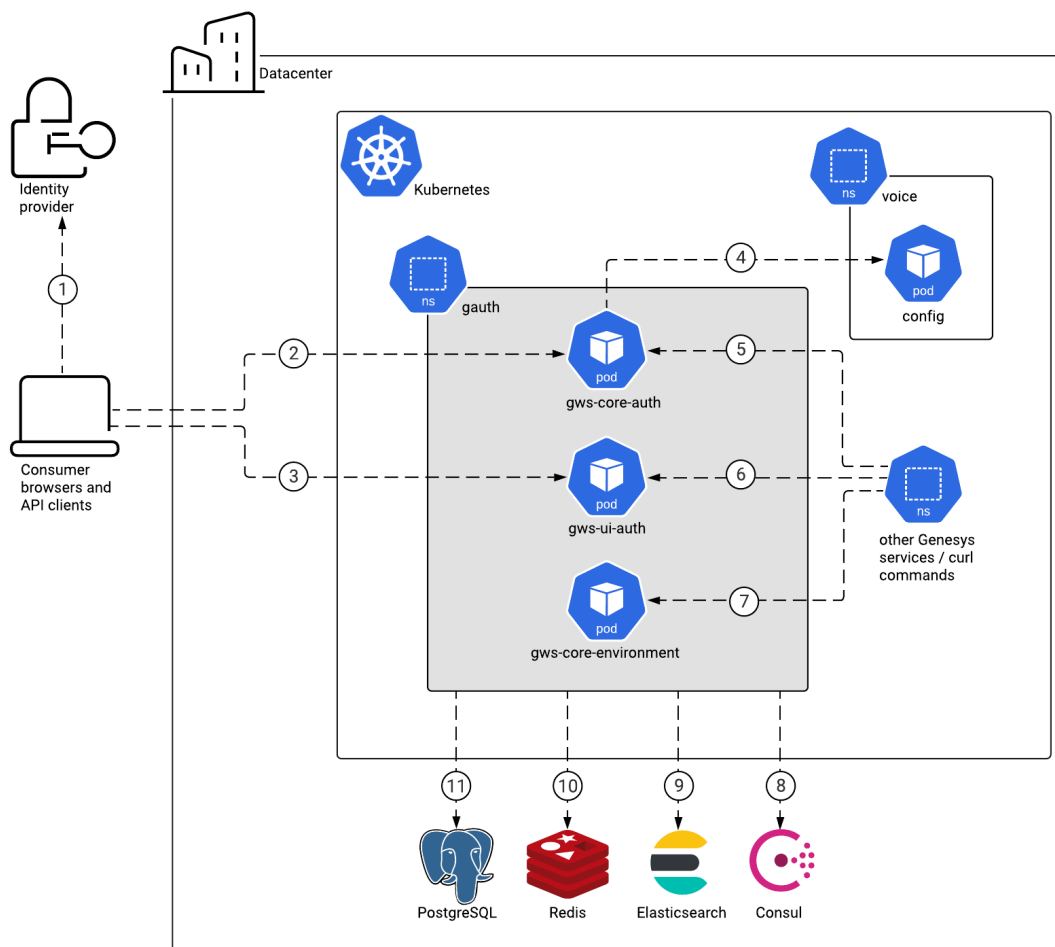 Datacenter
Identity
provider
Kubernetes
ns
voice
1
ns
gauth
4
pod
config
2
pod
5
gws-core-auth
Consumer
browsers and
API clients
3
pod
6
gws-ui-auth
ns
other Genesys
services / curl
commands
pod
7
gws-core-environment
11
10
9
8
PostgreSQL
Redis
Elasticsearch
Consul